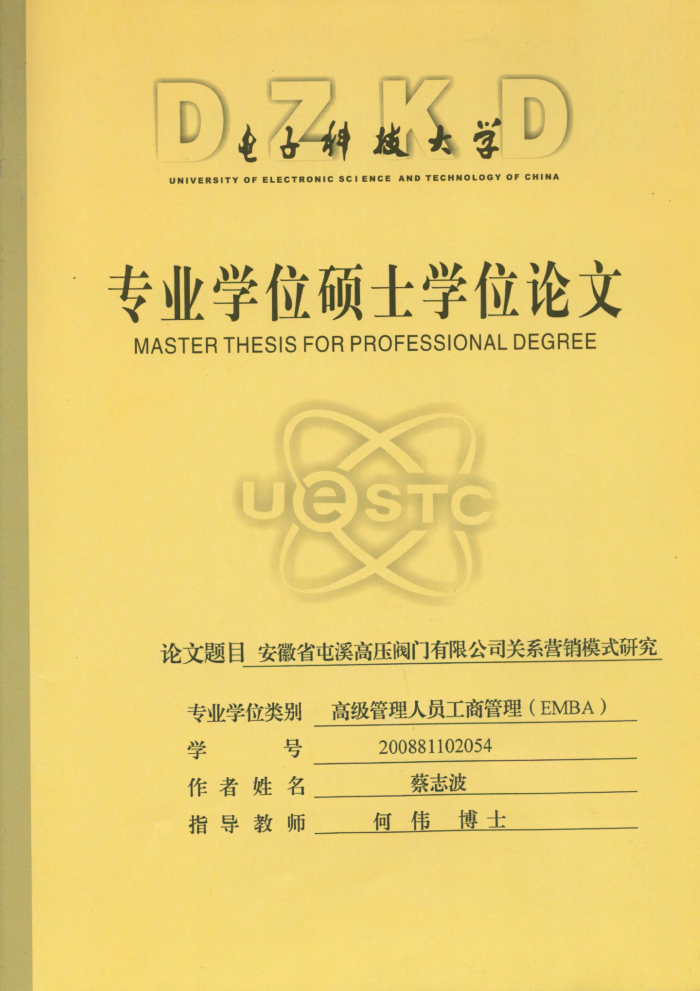 DZKD
电子科技大学
UNIVERSITY OF ELECTRONIC SCIENCE AND TECHNOLOGY OF CHINA
专业学位硕士学位论文
MASTER THESIS FOR PROFESSIONAL DEGREE
UeSTC
论文题目 安徽省屯溪高压阀门有限公司关系营销模式研究
专业学位类别 高级管理人员工商管理(EMBA)
学 号 200881102054
作者姓名 蔡志波
指导教师 何 伟 博士